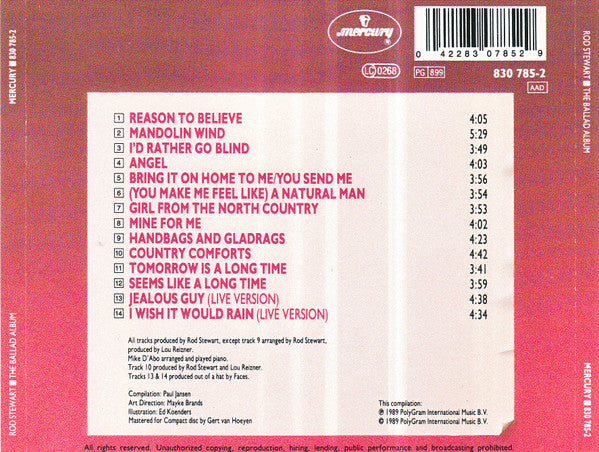 MERCURY ■ 830 785-2
ROD STEWART ■ THE BALLAD ALBUM
mercury
0 42283 07852 9
LC 0268
PG 899
830 785-2
AAD
1 REASON TO BELIEVE 4:05
2 MANDOLIN WIND 5:29
3 I'D RATHER GO BLIND 3:49
4 ANGEL 4:03
5 BRING IT ON HOME TO ME/YOU SEND ME 3:56
6 (YOU MAKE ME FEEL LIKE) A NATURAL MAN 3:54
7 GIRL FROM THE NORTH COUNTRY 3:53
8 MINE FOR ME 4:02
9 HANDBAGS AND GLADRAGS 4:23
10 COUNTRY COMFORTS 4:42
11 TOMORROW IS A LONG TIME 3:41
12 SEEMS LIKE A LONG TIME 3:59
13 JEALOUS GUY (LIVE VERSION) 4:38
14 I WISH IT WOULD RAIN (LIVE VERSION) 4:34
All tracks produced by Rod Stewart, except track 9 arranged by Rod Stewart,
produced by Lou Reizner.
Mike D'Abo arranged and played piano.
Track 10 produced by Rod Stewart and Lou Reizner.
Tracks 13 & 14 produced out of a hat by Faces.
Compilation: Paul Jansen
Art Direction: Mayke Brands
Illustration: Ed Koenders
Mastered for Compact disc by Gert van Hoeyen
This compilation:
℗ 1989 PolyGram International Music B.V.
© 1989 PolyGram International Music B.V.
All rights reserved. Unauthorized copying, reproduction, hiring, lending, public performance and broadcasting prohibited.
ROD STEWART ■ THE BALLAD ALBUM
MERCURY ■ 830 785-2